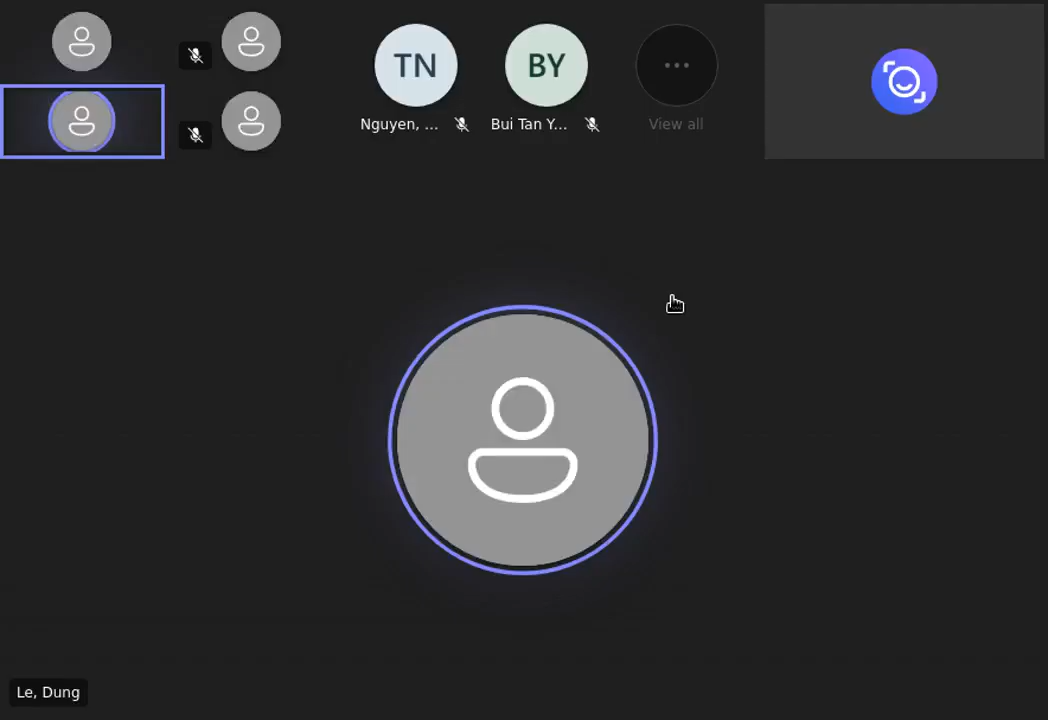 TN
BY
Nguyen, ...
Bui Tan Y...
View all
Le, Dung